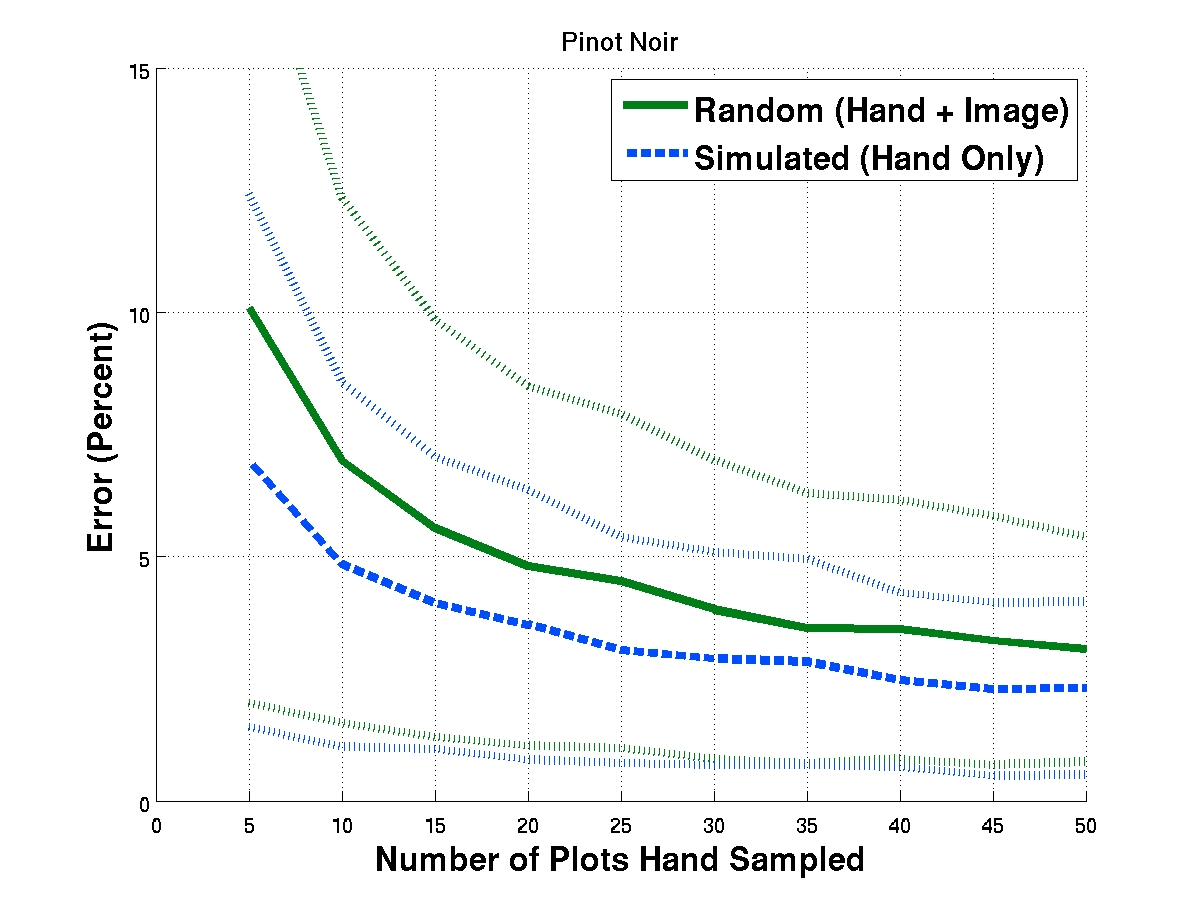 Pinot Noir
15
10
5
0
Error (Percent)
Random (Hand + Image)
Simulated (Hand Only)
0 5 10 15 20 25 30 35 40 45 50
Number of Plots Hand Sampled